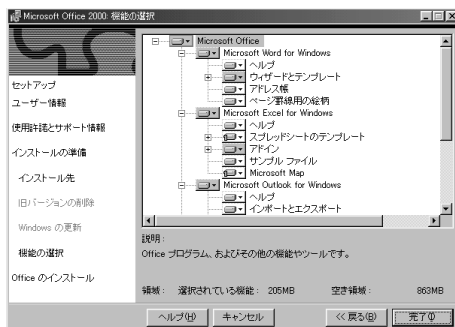 Microsoft Office 2000: 機能の選択
セットアップ
ユーザー情報
使用許諾とサポート情報
インストールの準備
インストール先
旧バージョンの削除
Windows の更新
機能の選択
Office のインストール
Microsoft Office
Microsoft Word for Windows
ヘルプ
ウィザードとテンプレート
アドレス帳
ページ罫線用の絵柄
Microsoft Excel for Windows
ヘルプ
スプレッドシートのテンプレート
アドイン
サンプル ファイル
Microsoft Map
Microsoft Outlook for Windows
ヘルプ
インポートとエクスポート
説明:
Office プログラム、およびその他の機能やツールです。
領域: 選択されている機能: 205MB 空き領域: 863MB
ヘルプ(H) キャンセル << 戻る(B) 完了(I)